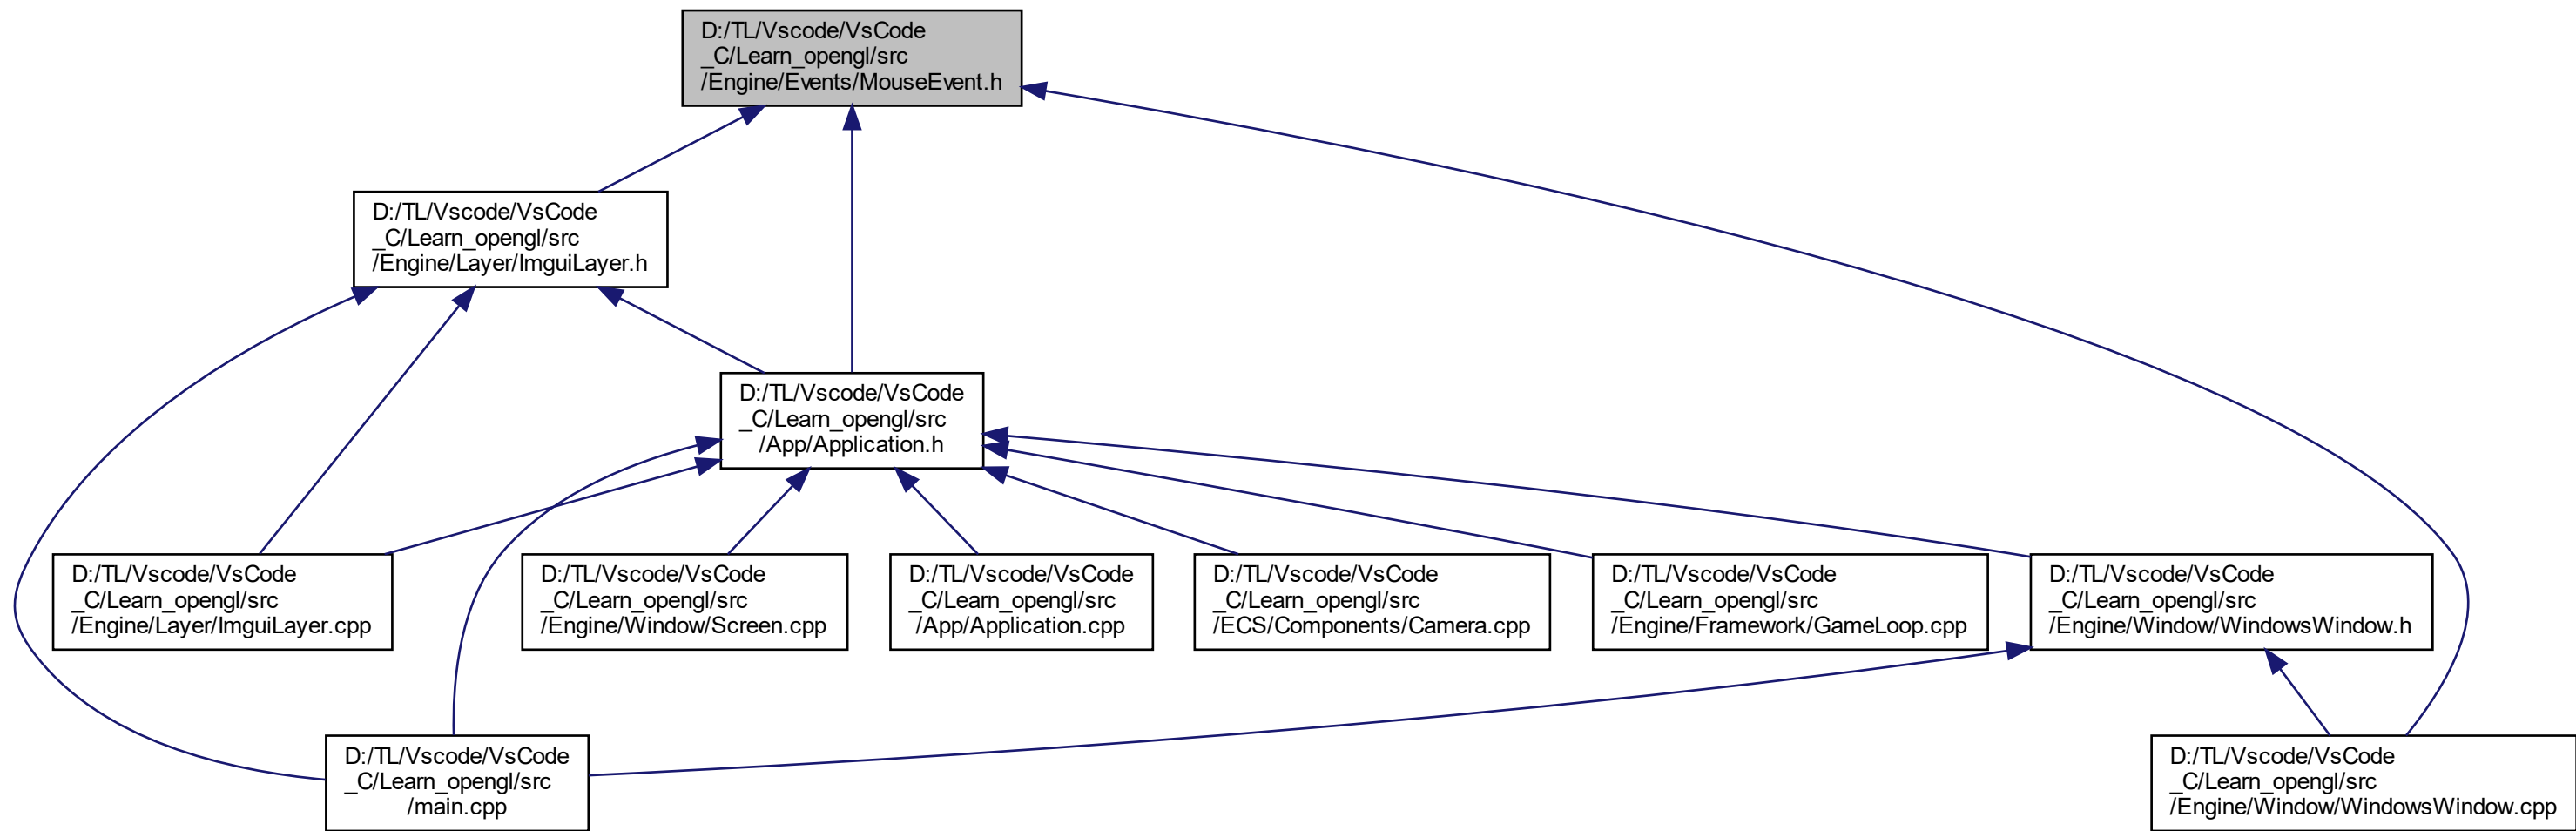 D:/TL/Vscode/VsCode
_C/Learn_opengl/src
/Engine/Events/MouseEvent.h
D:/TL/Vscode/VsCode
_C/Learn_opengl/src
/Engine/Layer/ImguiLayer.h
D:/TL/Vscode/VsCode
_C/Learn_opengl/src
/App/Application.h
D:/TL/Vscode/VsCode
_C/Learn_opengl/src
/Engine/Layer/ImguiLayer.cpp
D:/TL/Vscode/VsCode
_C/Learn_opengl/src
/Engine/Window/Screen.cpp
D:/TL/Vscode/VsCode
_C/Learn_opengl/src
/App/Application.cpp
D:/TL/Vscode/VsCode
_C/Learn_opengl/src
/ECS/Components/Camera.cpp
D:/TL/Vscode/VsCode
_C/Learn_opengl/src
/Engine/Framework/GameLoop.cpp
D:/TL/Vscode/VsCode
_C/Learn_opengl/src
/Engine/Window/WindowsWindow.h
D:/TL/Vscode/VsCode
_C/Learn_opengl/src
/main.cpp
D:/TL/Vscode/VsCode
_C/Learn_opengl/src
/Engine/Window/WindowsWindow.cpp